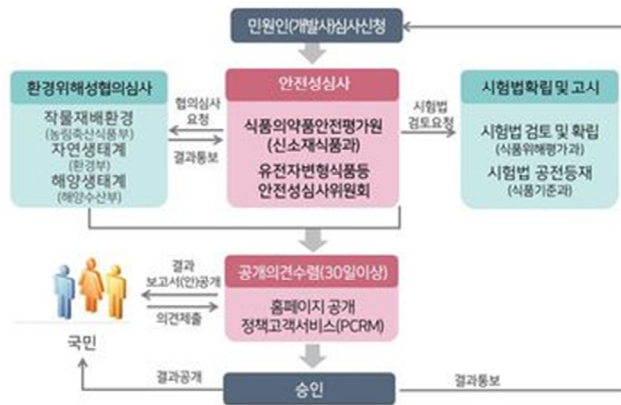 민원인(개발사)심사신청
환경위해성협의심사
작물재배환경
(농림축산식품부)
자연생태계
(환경부)
해양생태계
(해양수산부)
협의심사
요청
결과통보
안전성심사
식품의약품안전평가원
(신소재식품과)
유전자변형식품등
안전성심사위원회
시험법
검토요청
시험법확립 및 고시
시험법 검토 및 확립
(식품위해평가과)
시험법 공전등재
(식품기준과)
국민
결과
보고서(안)공개
의견제출
공개의견수렴(30일이상)
홈페이지 공개
정책고객서비스(PCRM)
결과공개
승인
결과통보